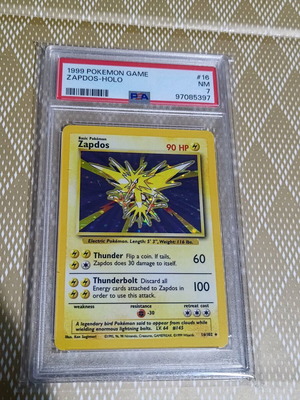 1999 POKEMON GAME #16
ZAPDOS-HOLO NM
7
PSA 97085397
Basic Pokémon
Zapdos 90 HP
Electric Pokémon. Length: 5' 3", Weight: 116 lbs.
Thunder Flip a coin. If tails, 60
Zapdos does 30 damage to itself.
Thunderbolt Discard all 100
Energy cards attached to Zapdos in
order to use this attack.
weakness resistance retreat cost
-30
A legendary bird Pokémon said to appear from clouds
while wielding enormous lightning bolts. LV. 64 #145
Illus. Ken Sugimori 16/102 ★